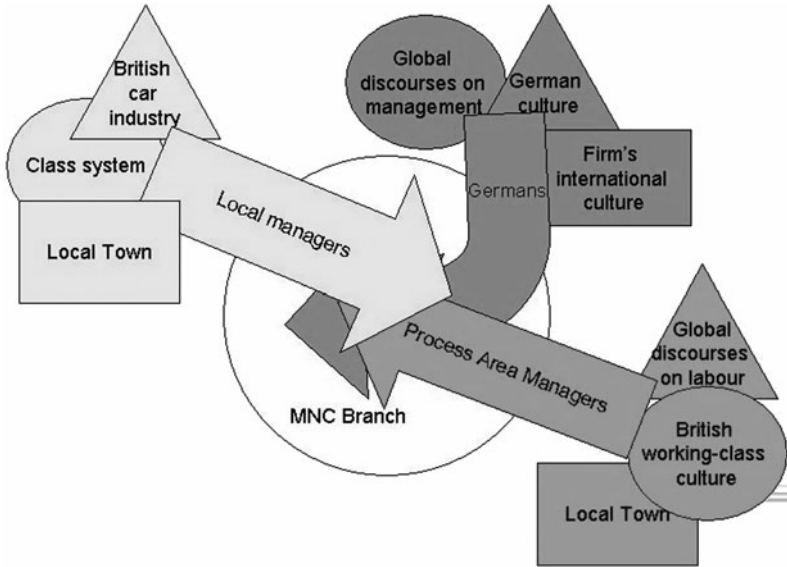 British
car
industry
Class system
Local Town
Local managers
Global
discourses on
management
German
culture
Firm's
international
culture
Germans
MNC Branch
Process Area Managers
Global
discourses
on labour
British
working-class
culture
Local Town